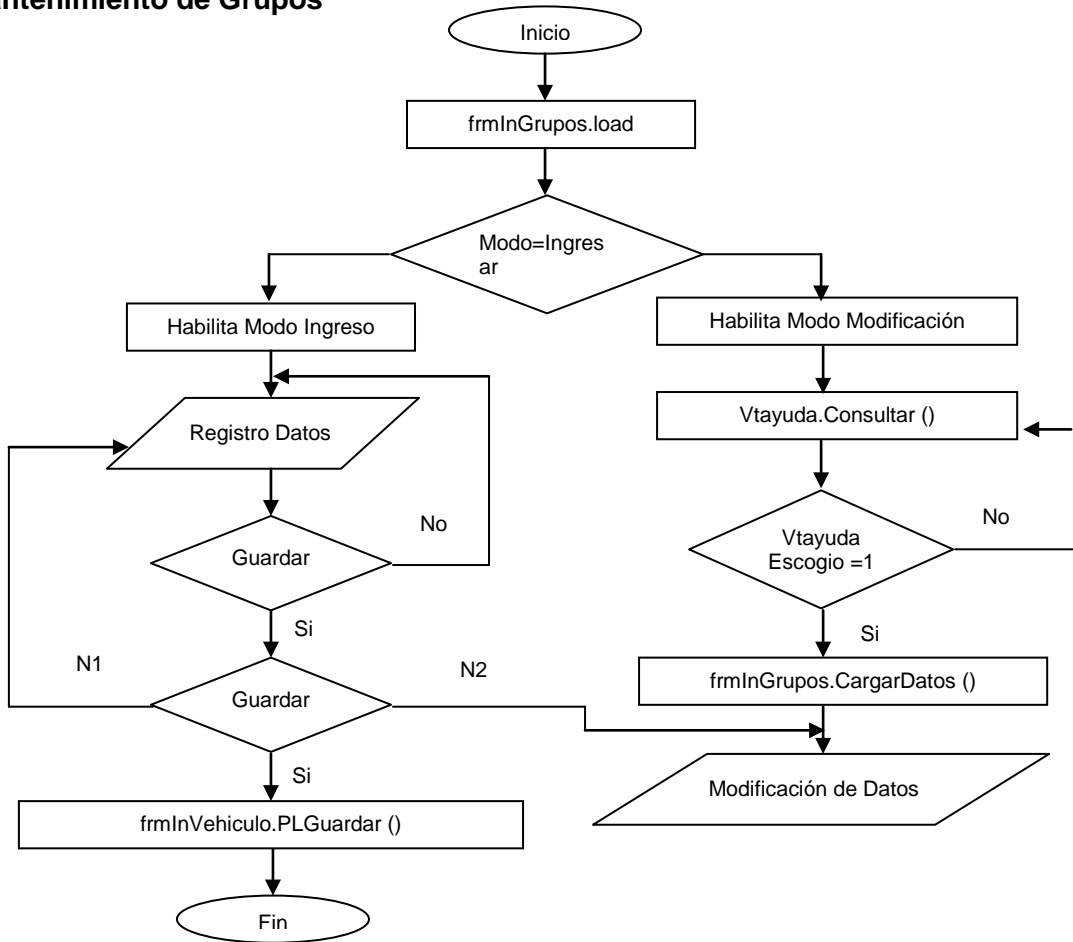 ntenimiento de Grupos
Inicio
frmInGrupos.load
Modo=Ingres
ar
Habilita Modo Ingreso
Habilita Modo Modificación
Registro Datos
Vtayuda.Consultar ()
Guardar
No
Vtayuda
Escogio =1
No
Si
Si
N1
Guardar
N2
frmInGrupos.CargarDatos ()
Si
Modificación de Datos
frmInVehiculo.PLGuardar ()
Fin